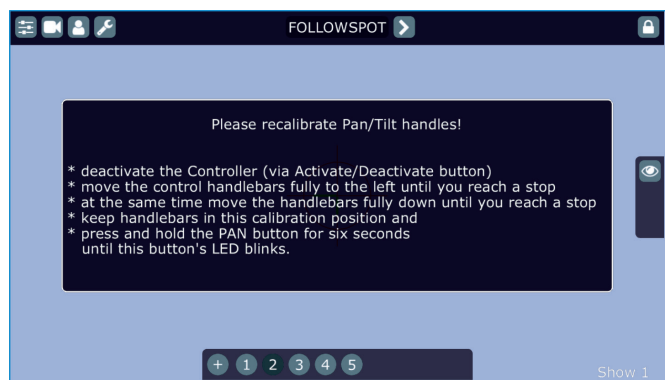 FOLLOWSPOT
Please recalibrate Pan/Tilt handles!
* deactivate the Controller (via Activate/Deactivate button)
* move the control handlebars fully to the left until you reach a stop
* at the same time move the handlebars fully down until you reach a stop
* keep handlebars in this calibration position and
* press and hold the PAN button for six seconds
until this button's LED blinks.
+ 1 2 3 4 5
Show 1